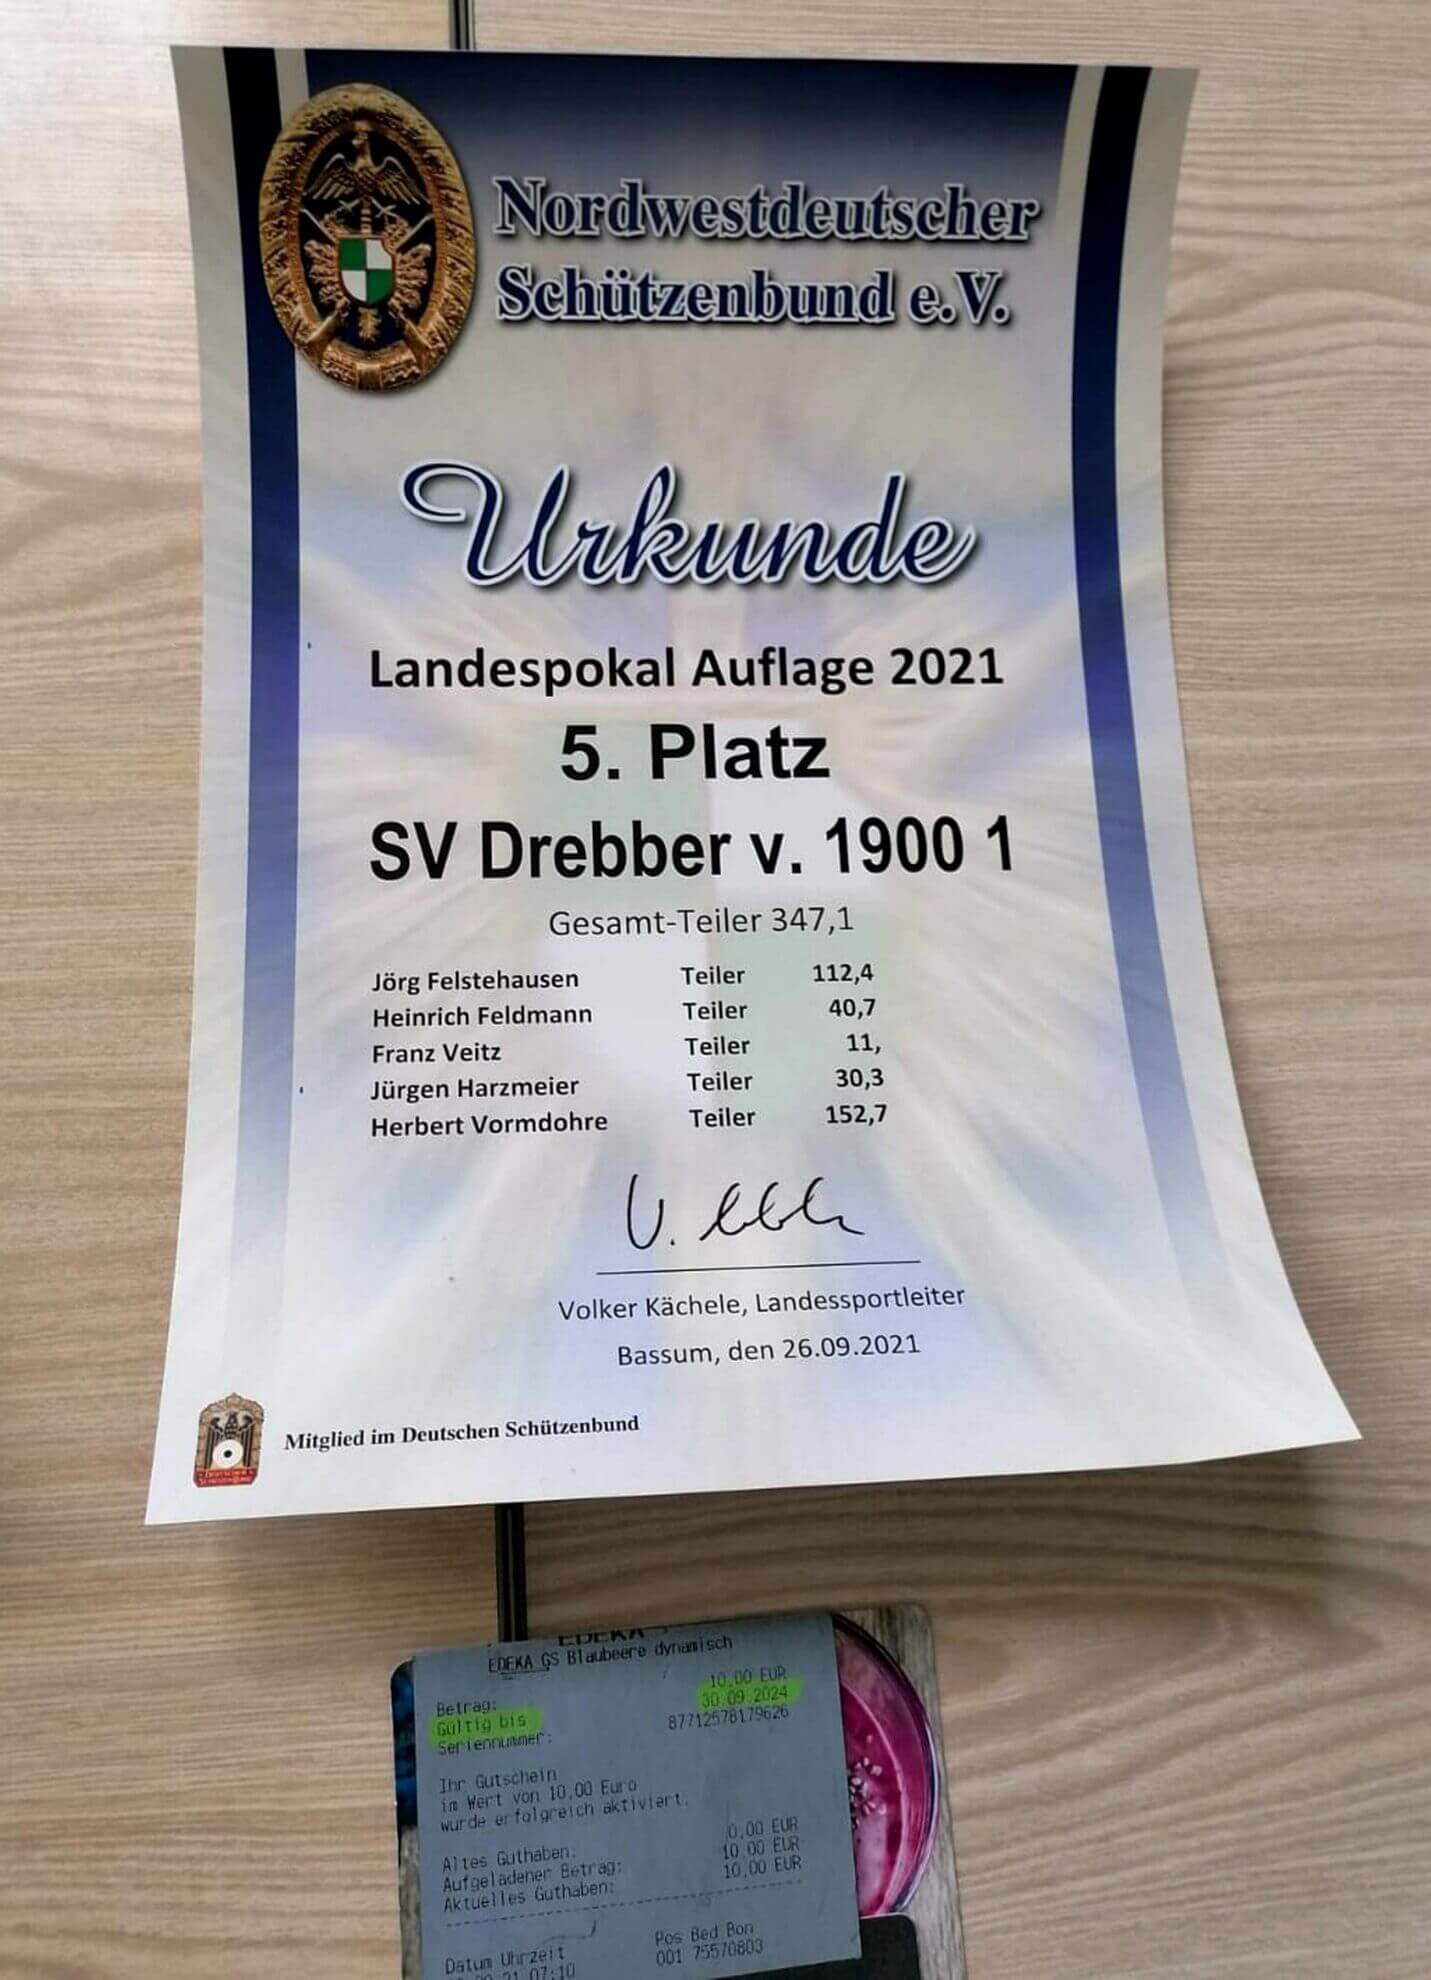 Nordwestdeutscher
Schützenbund e.V.
Urkunde
Landespokal Auflage 2021
5. Platz
SV Drebber v. 1900 1
Gesamt-Teiler 347,1
Jörg Felstehausen Teiler 112,4
Heinrich Feldmann Teiler 40,7
Franz Veitz Teiler 11,
Jürgen Harzmeier Teiler 30,3
Herbert Vormdohre Teiler 152,7
Volker Kächele, Landessportleiter
Bassum, den 26.09.2021
Mitglied im Deutschen Schützenbund
EDEKA
EDEKA GS Blaubeere dynamisch
Betrag: 10,00 EUR
Gültig bis 30.09.2024
Seriennummer: 87712578179626
Ihr Gutschein
im Wert von 10,00 Euro
wurde erfolgreich aktiviert.
Altes Guthaben: 0,00 EUR
Aufgeladener Betrag: 10,00 EUR
Aktuelles Guthaben: 10,00 EUR
Datum Uhrzeit Pos Bed Bon
21 07:10 001 75570803